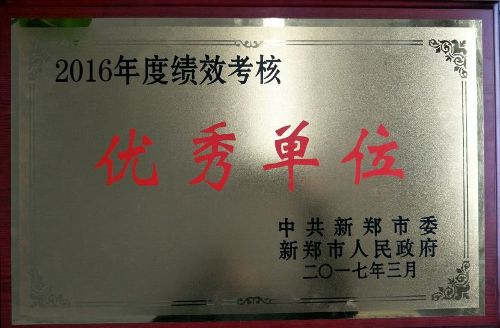 2016年度绩效考核
优秀单位
中共新郑市委
新郑市人民政府
二〇一七年三月